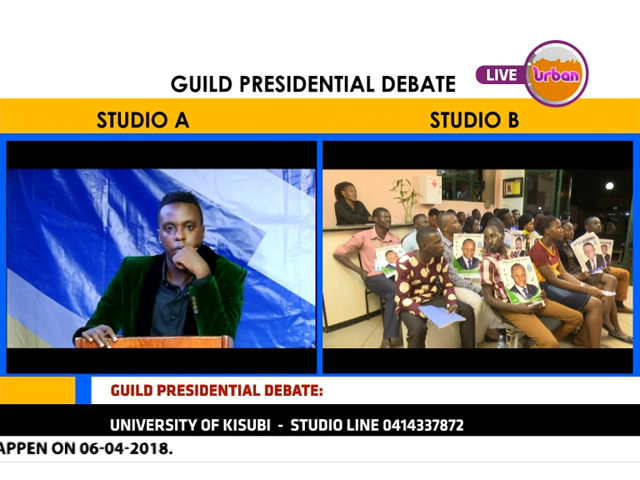 GUILD PRESIDENTIAL DEBATE
LIVE
Urban
STUDIO A
STUDIO B
GUILD PRESIDENTIAL DEBATE:
UNIVERSITY OF KISUBI - STUDIO LINE 0414337872
APPEN ON 06-04-2018.